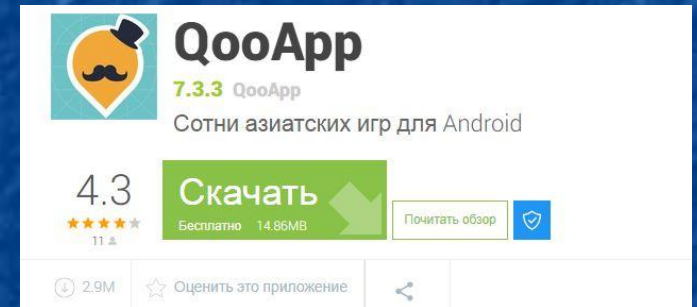 QooApp
7.3.3 QooApp
Сотни азиатских игр для Android
4.3
11
Скачать
Бесплатно 14.86MB
Почитать обзор
2.9M
Оценить это приложение